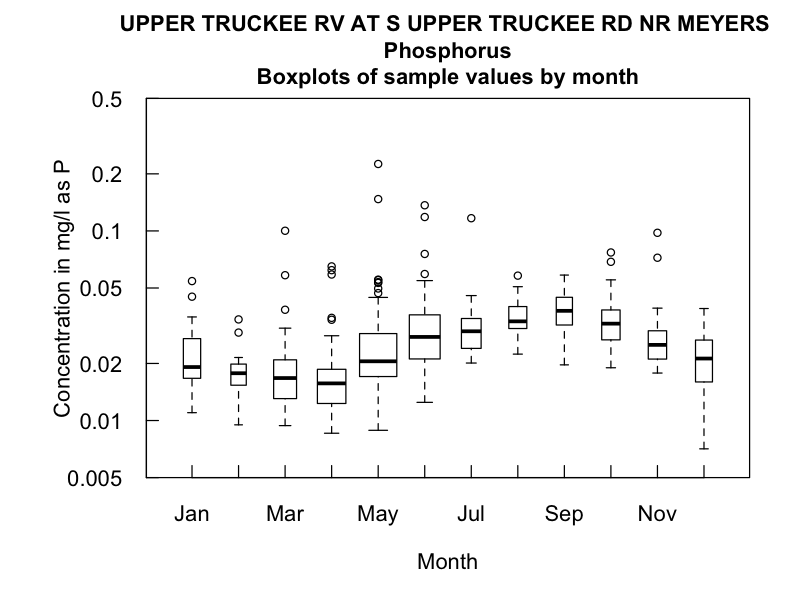 UPPER TRUCKEE RV AT S UPPER TRUCKEE RD NR MEYERS
Phosphorus
Boxplots of sample values by month
Concentration in mg/l as P
0.5
0.2
0.1
0.05
0.02
0.01
0.005
Jan Mar May Jul Sep Nov
Month